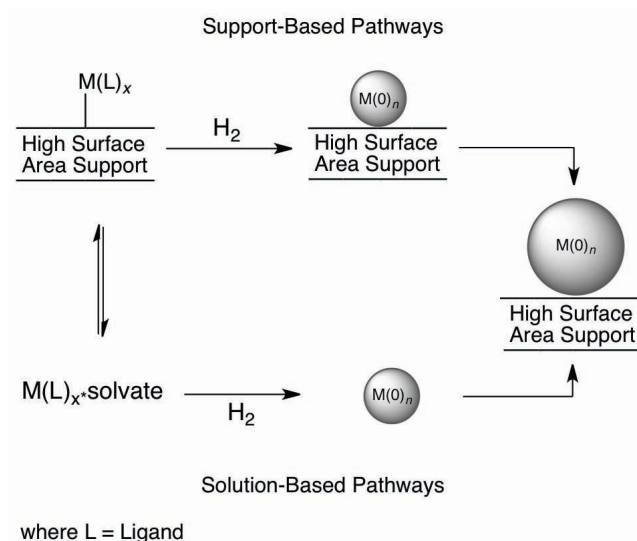 Support-Based Pathways
M(L)x
High Surface
Area Support
H2
M(0)n
High Surface
Area Support
M(0)n
High Surface
Area Support
M(L)x*solvate
H2
M(0)n
Solution-Based Pathways
where L = Ligand